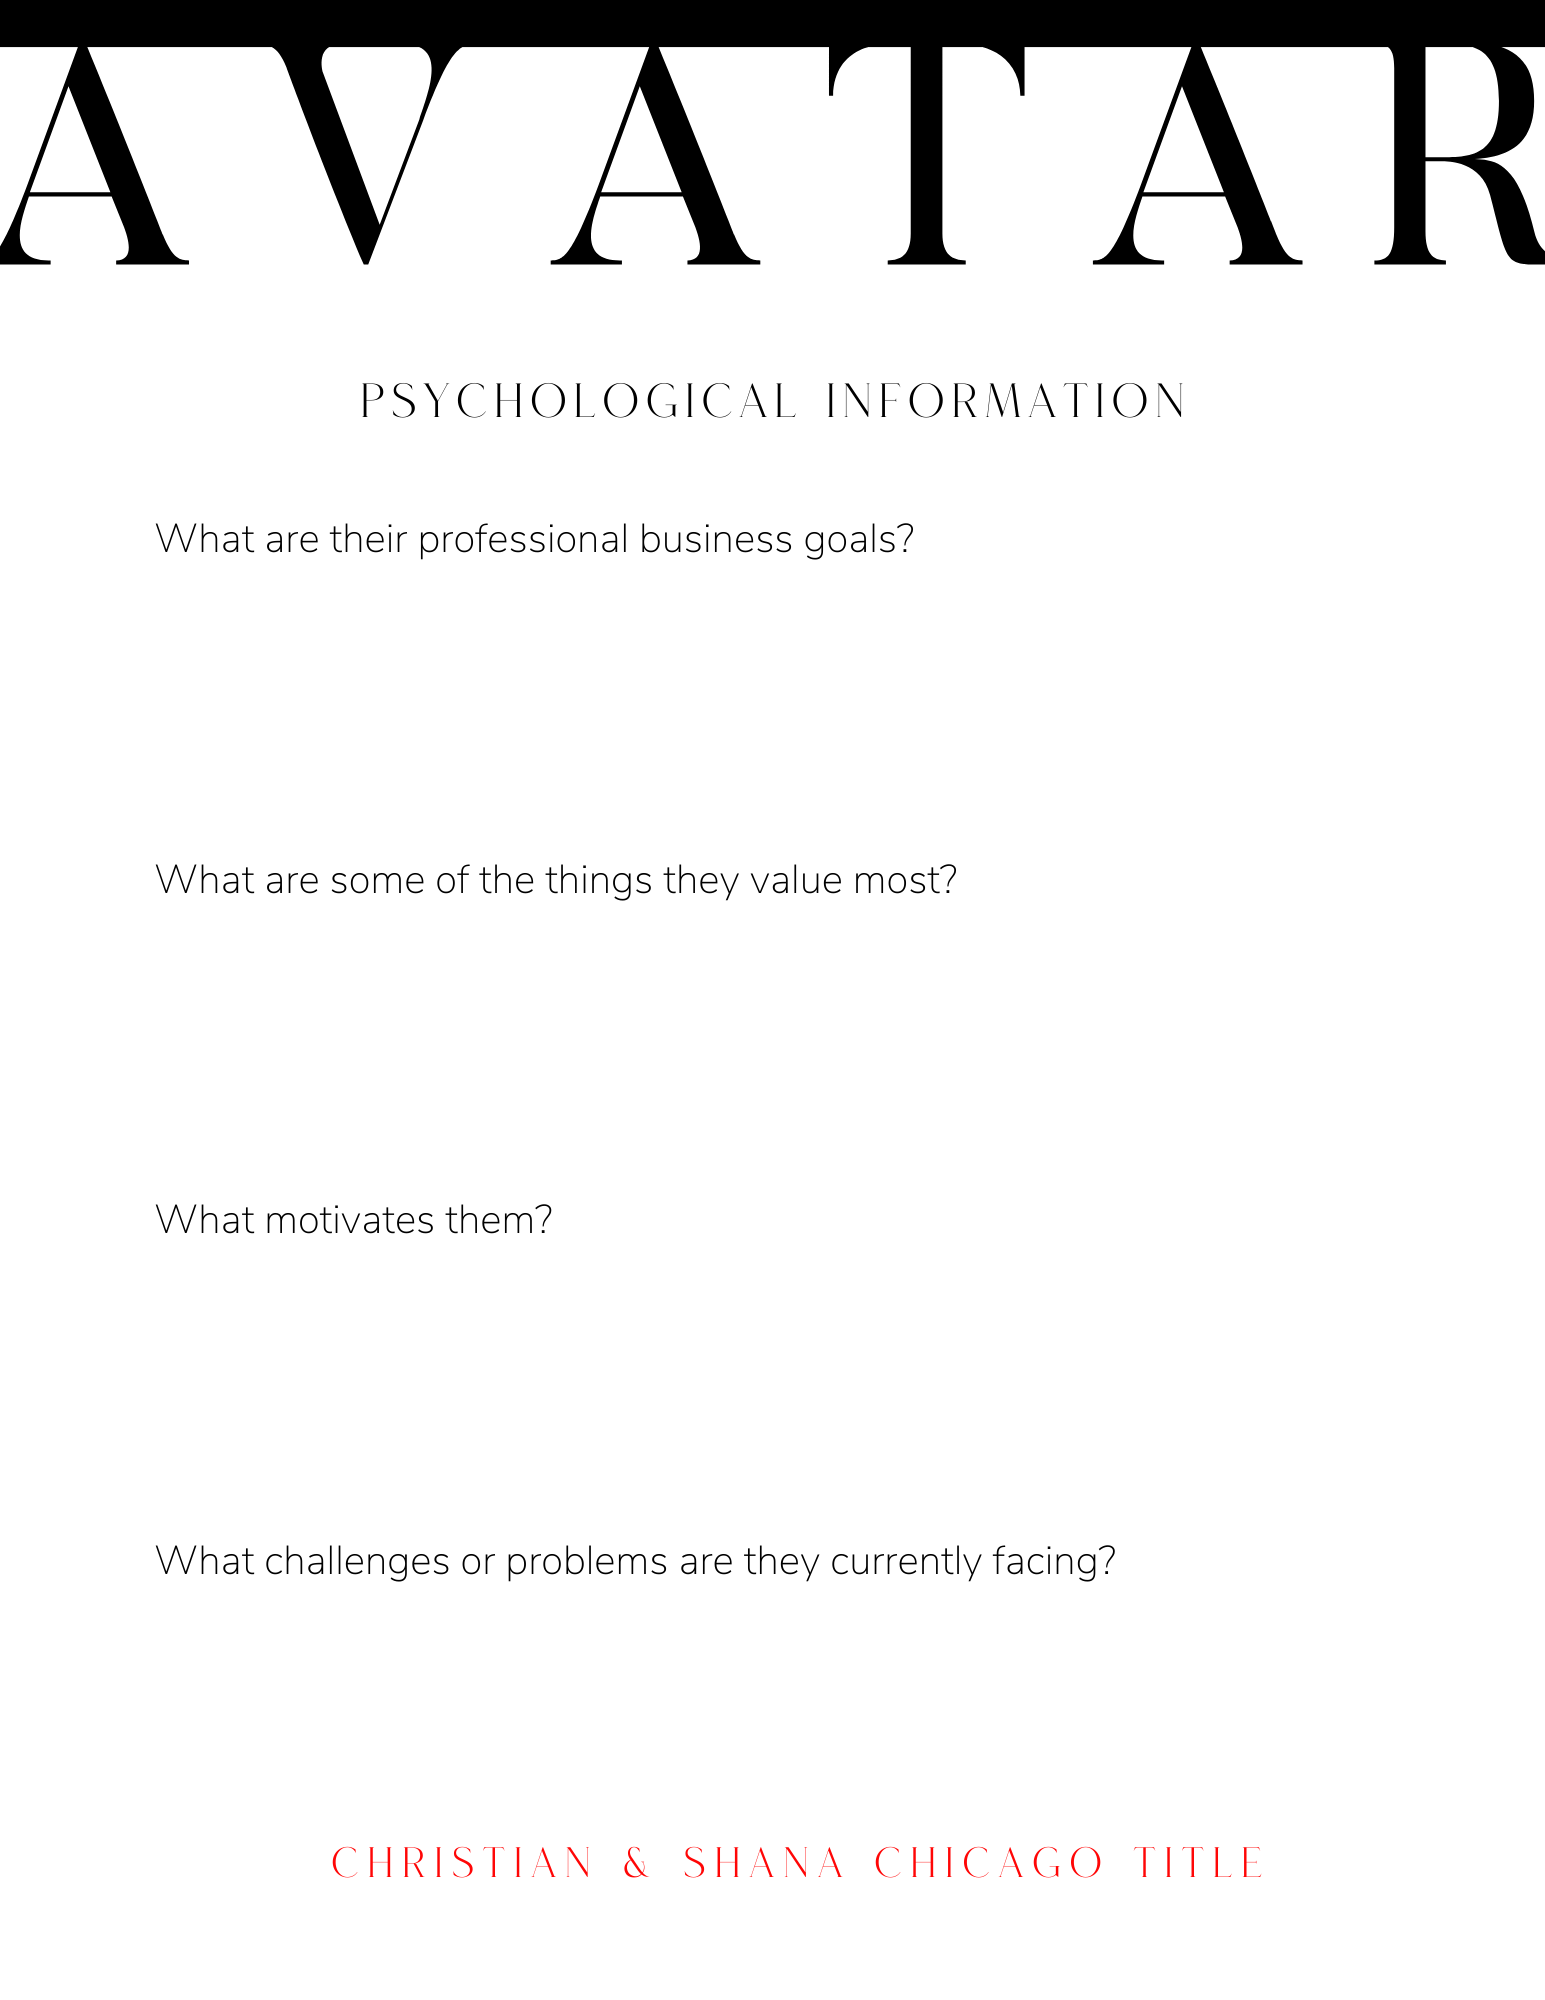 AVATAR
PSYCHOLOGICAL INFORMATION
What are their professional business goals?
What are some of the things they value most?
What motivates them?
What challenges or problems are they currently facing?
CHRISTIAN & SHANA CHICAGO TITLE